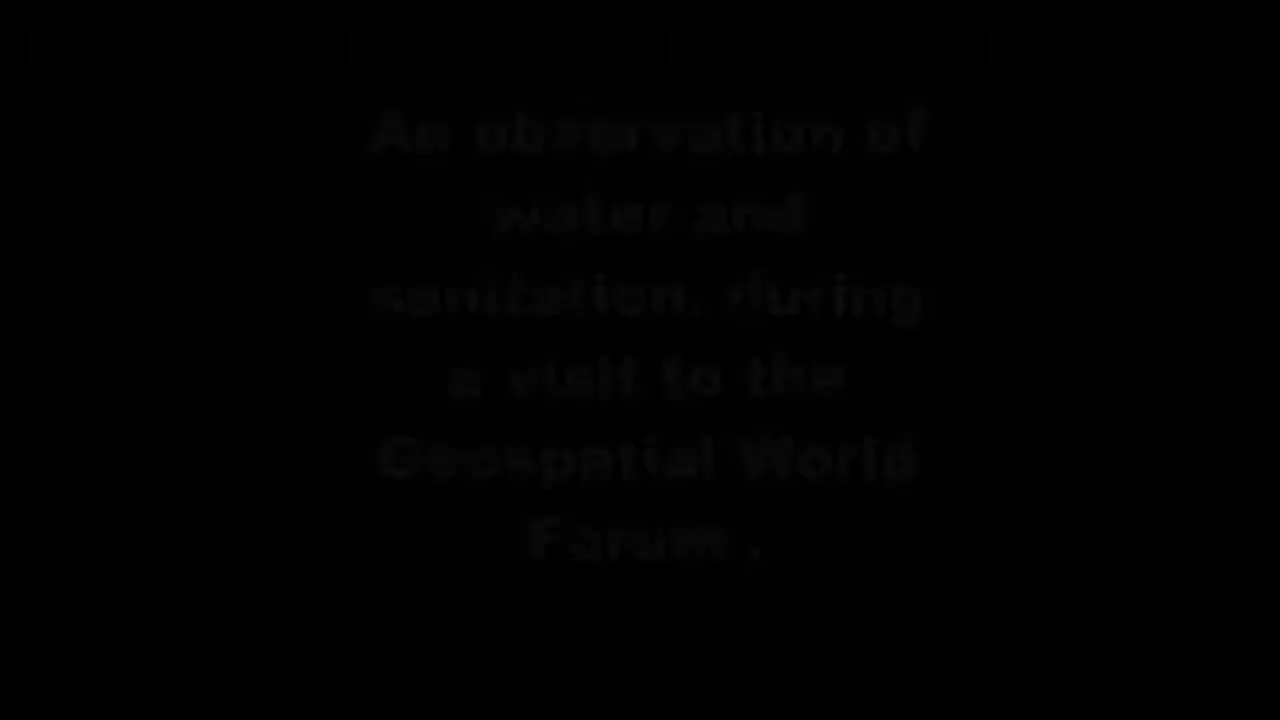 An observation of
water and
sanitation, during
a visit to the
Geospatial World
Forum,